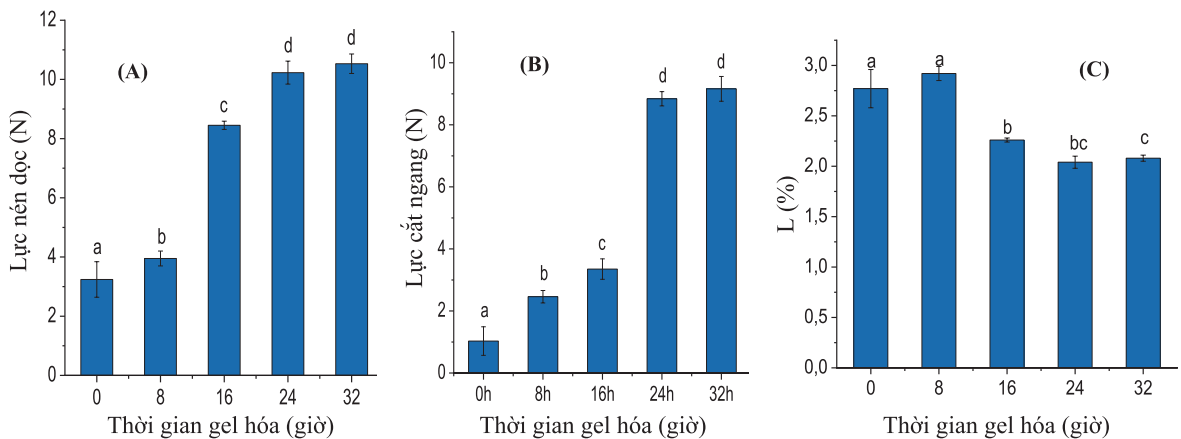 (A)
Lực nén dọc (N)
12
10
8
6
4
2
0
a
b
c
d
d
0
8
16
24
32
Thời gian gel hóa (giờ)
(B)
Lực cắt ngang (N)
10
8
6
4
2
0
a
b
c
d
d
0h
8h
16h
24h
32h
Thời gian gel hóa (giờ)
(C)
L (%)
3,0
2,5
2,0
1,5
1,0
0,5
0,0
a
a
b
bc
c
0
8
16
24
32
Thời gian gel hóa (giờ)